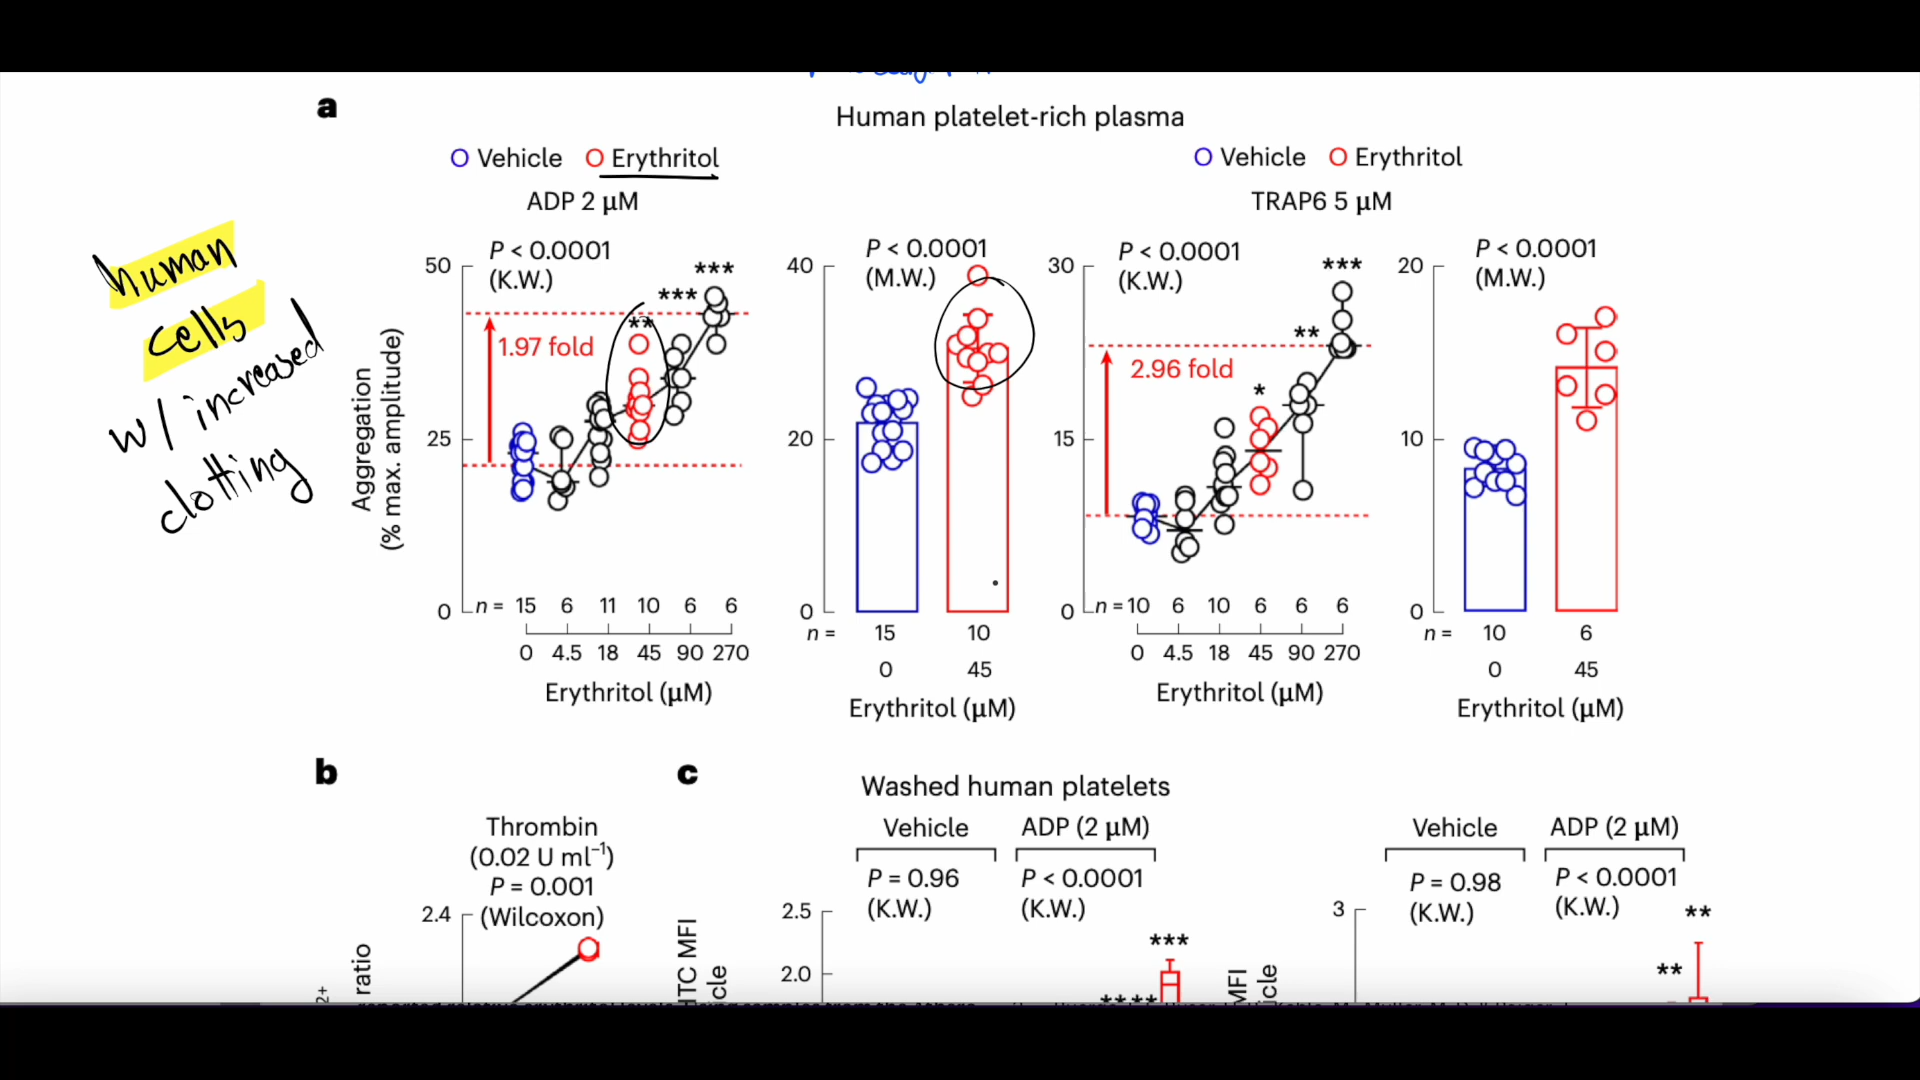 a
Human platelet-rich plasma
Vehicle Erythritol
ADP 2 μM
Vehicle Erythritol
TRAP6 5 μM
human
cells
w/ increased
clotting
Aggregation
(% max. amplitude)
50
25
0
P < 0.0001
(K.W.)
1.97 fold
**
***
***
n = 15 6 11 10 6 6
0 4.5 18 45 90 270
Erythritol (μM)
40
20
0
P < 0.0001
(M.W.)
n = 15 10
0 45
Erythritol (μM)
30
15
0
P < 0.0001
(K.W.)
2.96 fold
*
**
***
n = 10 6 10 6 6 6
0 4.5 18 45 90 270
Erythritol (μM)
20
10
0
P < 0.0001
(M.W.)
n = 10 6
0 45
Erythritol (μM)
b
Thrombin
(0.02 U ml⁻¹)
P = 0.001
(Wilcoxon)
2.4
2+
ratio
c
Washed human platelets
Vehicle ADP (2 μM)
P = 0.96
(K.W.)
P < 0.0001
(K.W.)
2.5
2.0
ITC MFI
cle
***
****
Vehicle ADP (2 μM)
P = 0.98
(K.W.)
P < 0.0001
(K.W.)
3
MFI
icle
**
**